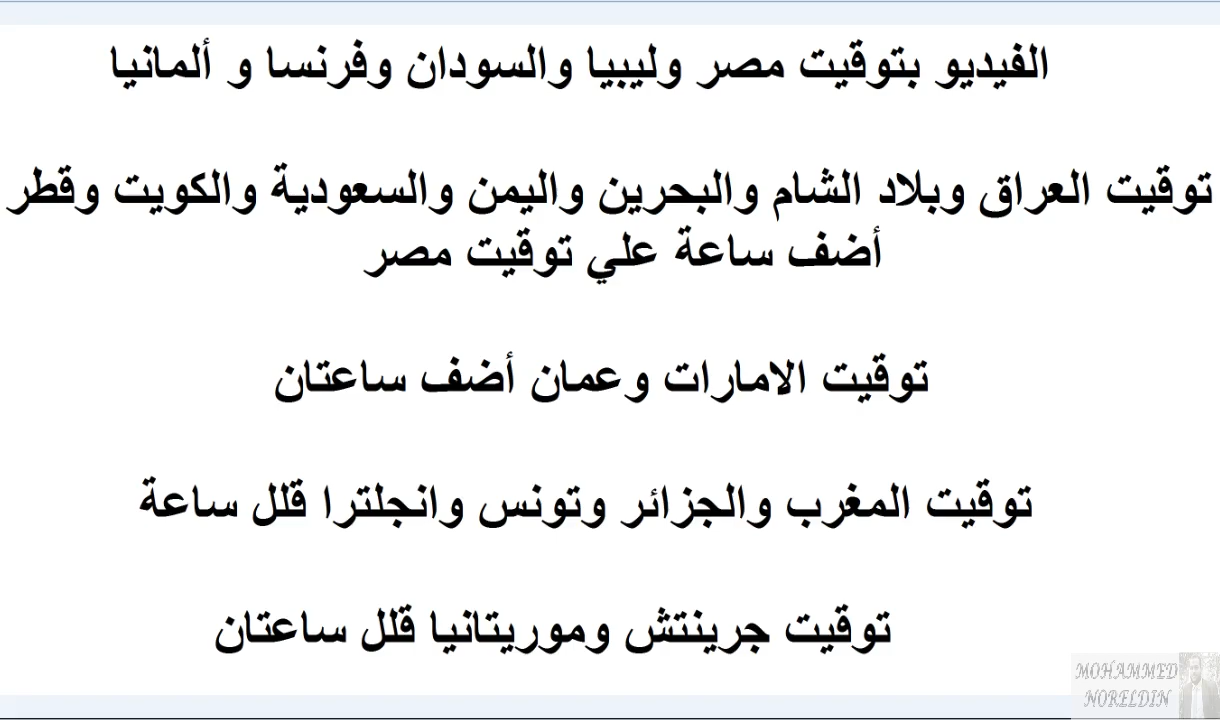 الفيديو بتوقيت مصر وليبيا والسودان وفرنسا و ألمانيا
توقيت العراق وبلاد الشام والبحرين واليمن والسعودية والكويت وقطر
أضف ساعة علي توقيت مصر
توقيت الامارات وعمان أضف ساعتان
توقيت المغرب والجزائر وتونس وانجلترا قلل ساعة
توقيت جرينتش وموريتانيا قلل ساعتان
MOHAMMED
NORELDIN